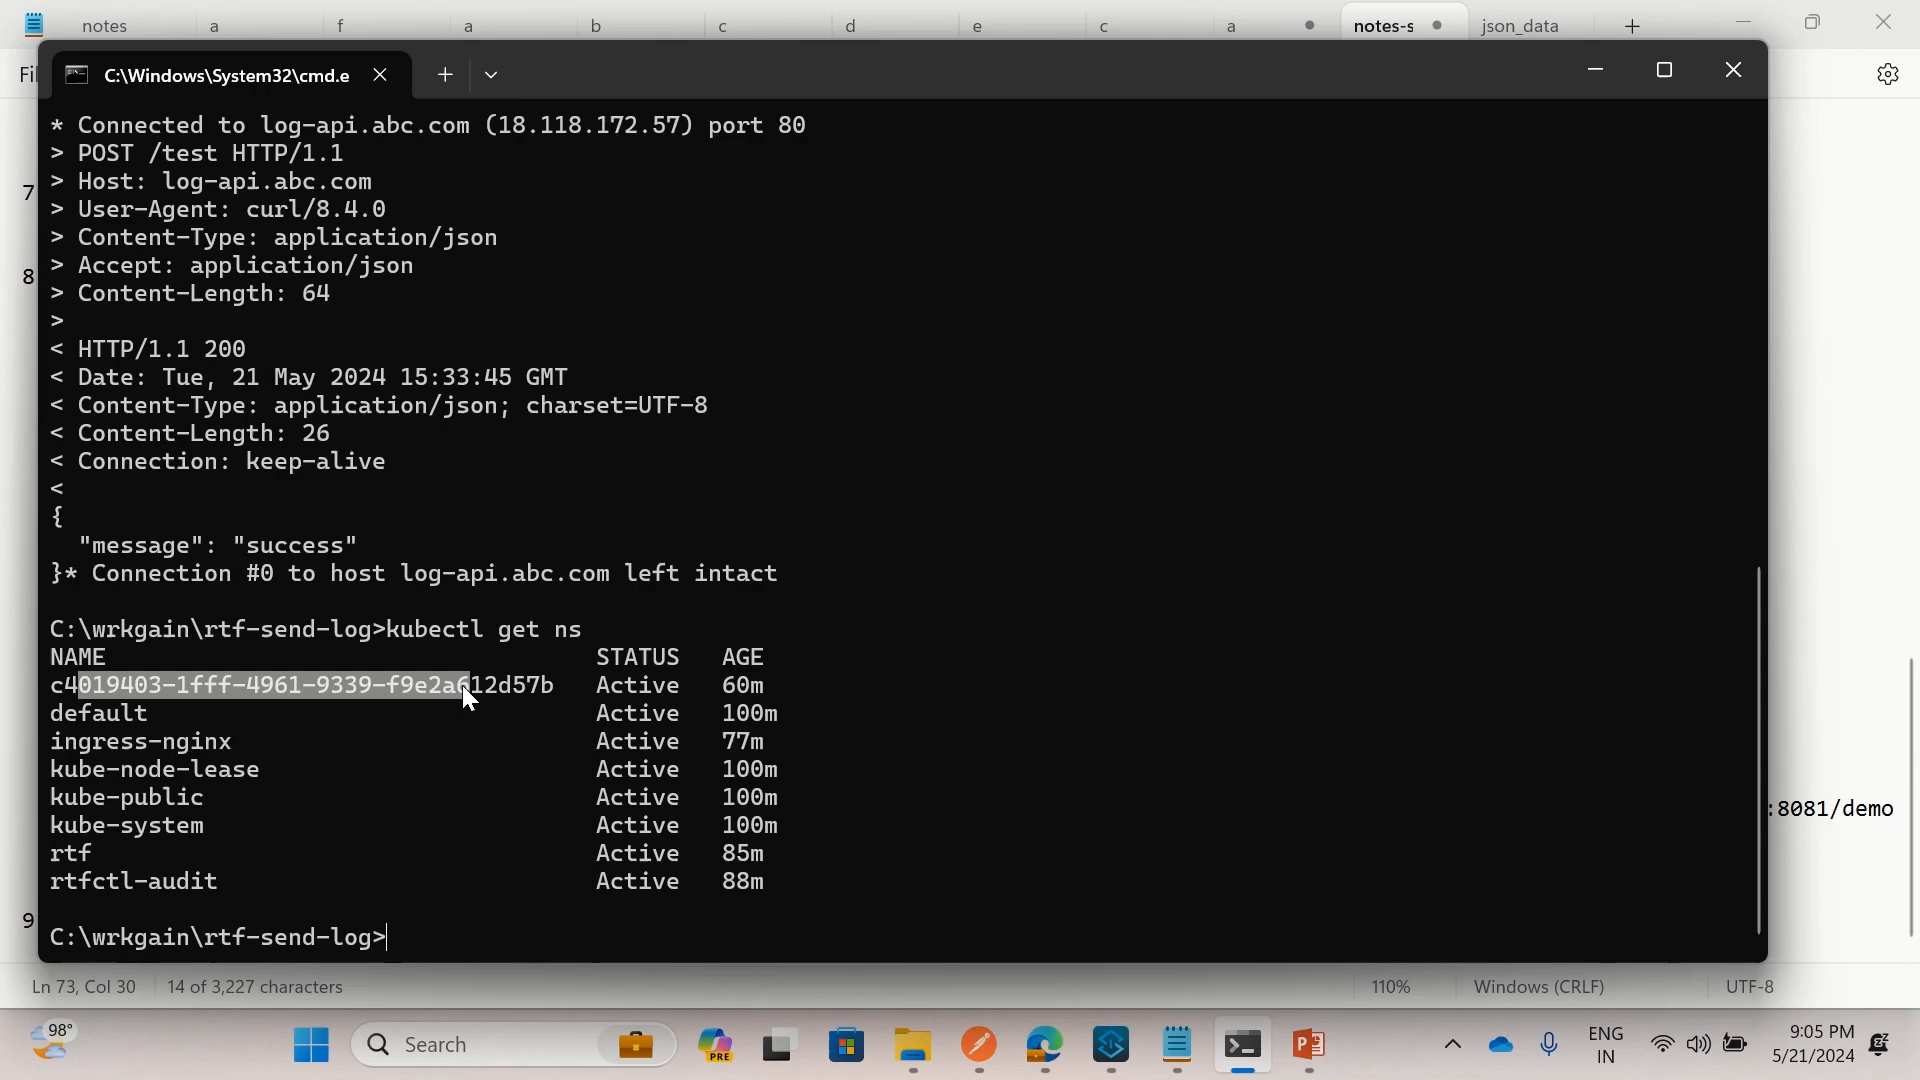 notes a f a b c d e c a notes-s json_data
Fil
C:\Windows\System32\cmd.e
* Connected to log-api.abc.com (18.118.172.57) port 80
> POST /test HTTP/1.1
7
> Host: log-api.abc.com
> User-Agent: curl/8.4.0
> Content-Type: application/json
> Accept: application/json
8
> Content-Length: 64
>
< HTTP/1.1 200
< Date: Tue, 21 May 2024 15:33:45 GMT
< Content-Type: application/json; charset=UTF-8
< Content-Length: 26
< Connection: keep-alive
<
{
"message": "success"
}* Connection #0 to host log-api.abc.com left intact
C:\wrkgain\rtf-send-log>kubectl get ns
NAME STATUS AGE
c4019403-1fff-4961-9339-f9e2a612d57b Active 60m
default Active 100m
ingress-nginx Active 77m
kube-node-lease Active 100m
kube-public Active 100m
:8081/demo
kube-system Active 100m
rtf Active 85m
rtfctl-audit Active 88m
9
C:\wrkgain\rtf-send-log>
Ln 73, Col 30 14 of 3,227 characters 110% Windows (CRLF) UTF-8
98°
Search
PRE
ENG
IN
9:05 PM
5/21/2024